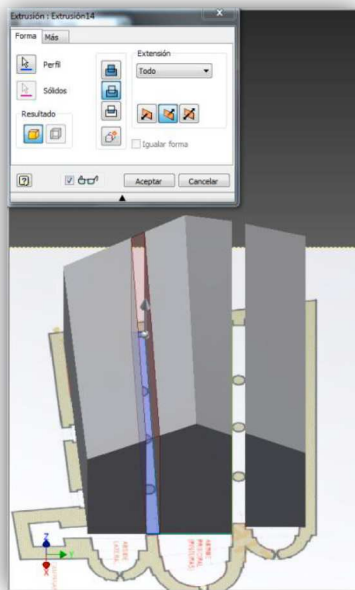 Extrusión : Extrusión14
Forma
Más
Perfil
Sólidos
Resultado
Extensión
Todo
Igualar forma
Aceptar
Cancelar